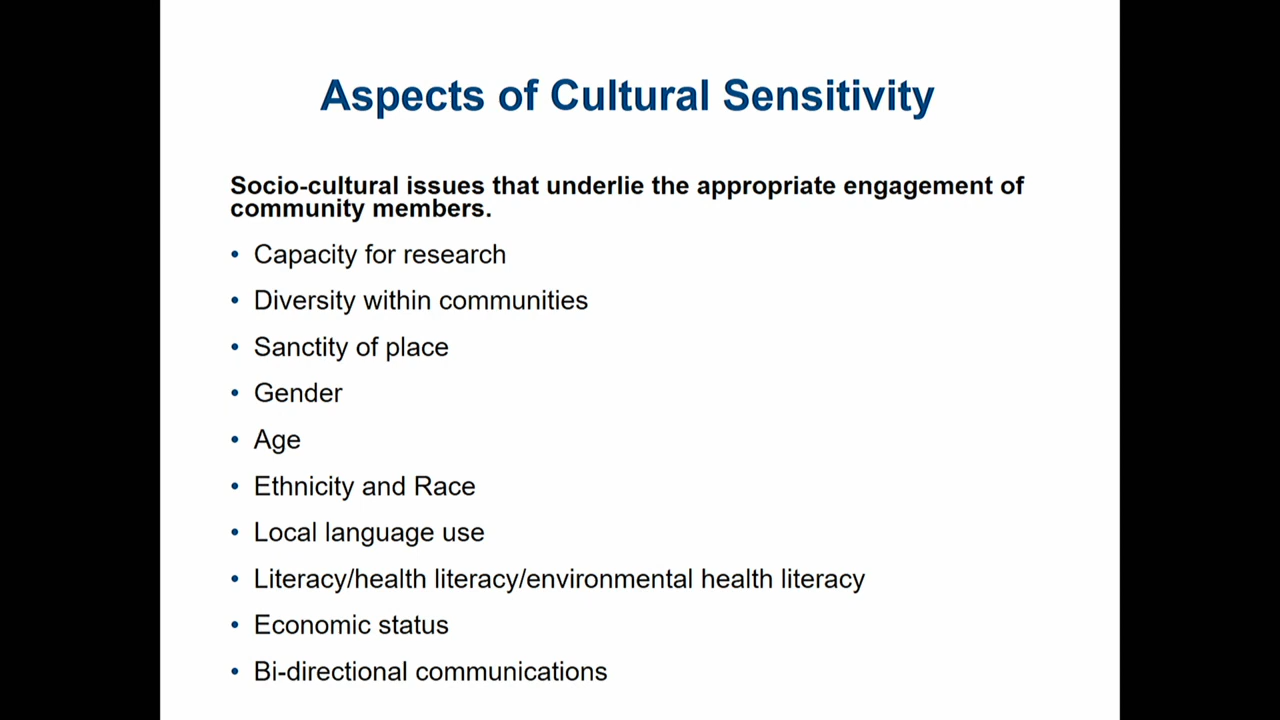 Aspects of Cultural Sensitivity
Socio-cultural issues that underlie the appropriate engagement of
community members.
• Capacity for research
• Diversity within communities
• Sanctity of place
• Gender
• Age
• Ethnicity and Race
• Local language use
• Literacy/health literacy/environmental health literacy
• Economic status
• Bi-directional communications